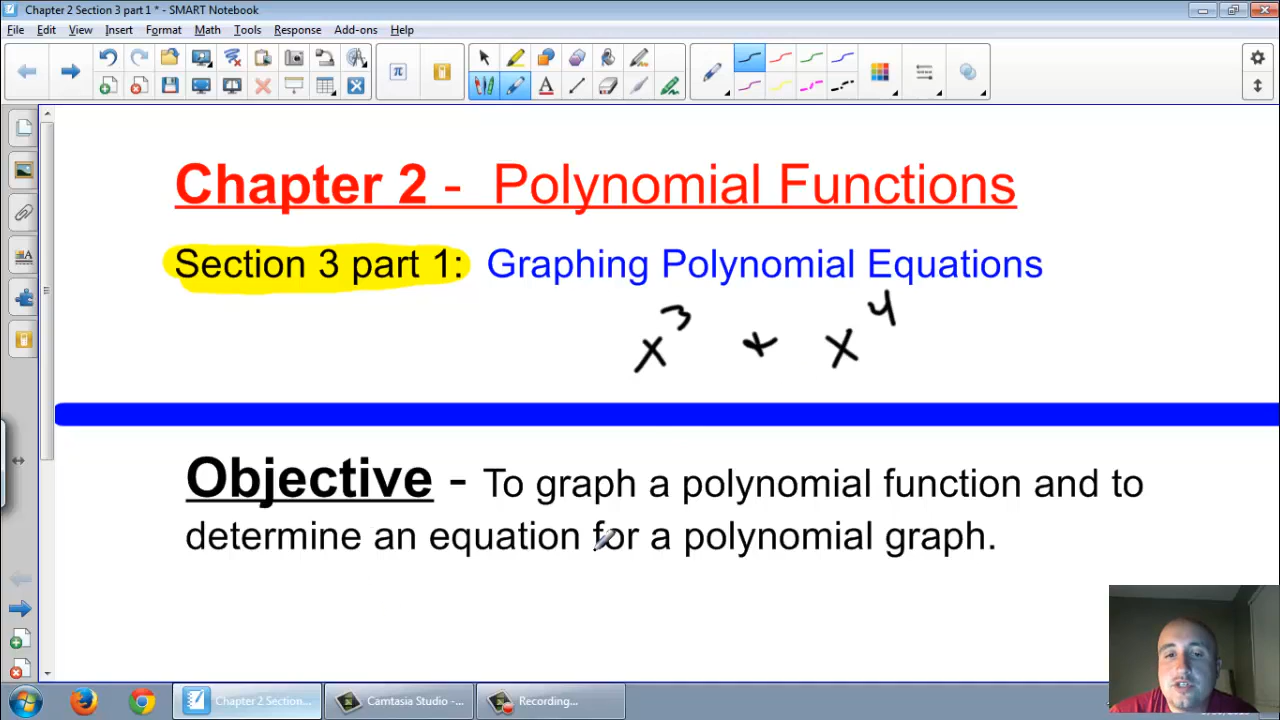 Chapter 2 Section 3 part 1 * - SMART Notebook
File Edit View Insert Format Math Tools Response Add-ons Help
Chapter 2 - Polynomial Functions
Section 3 part 1: Graphing Polynomial Equations
x³ + x⁴
Objective - To graph a polynomial function and to
determine an equation for a polynomial graph.
Chapter 2 Section... Camtasia Studio - ... Recording...